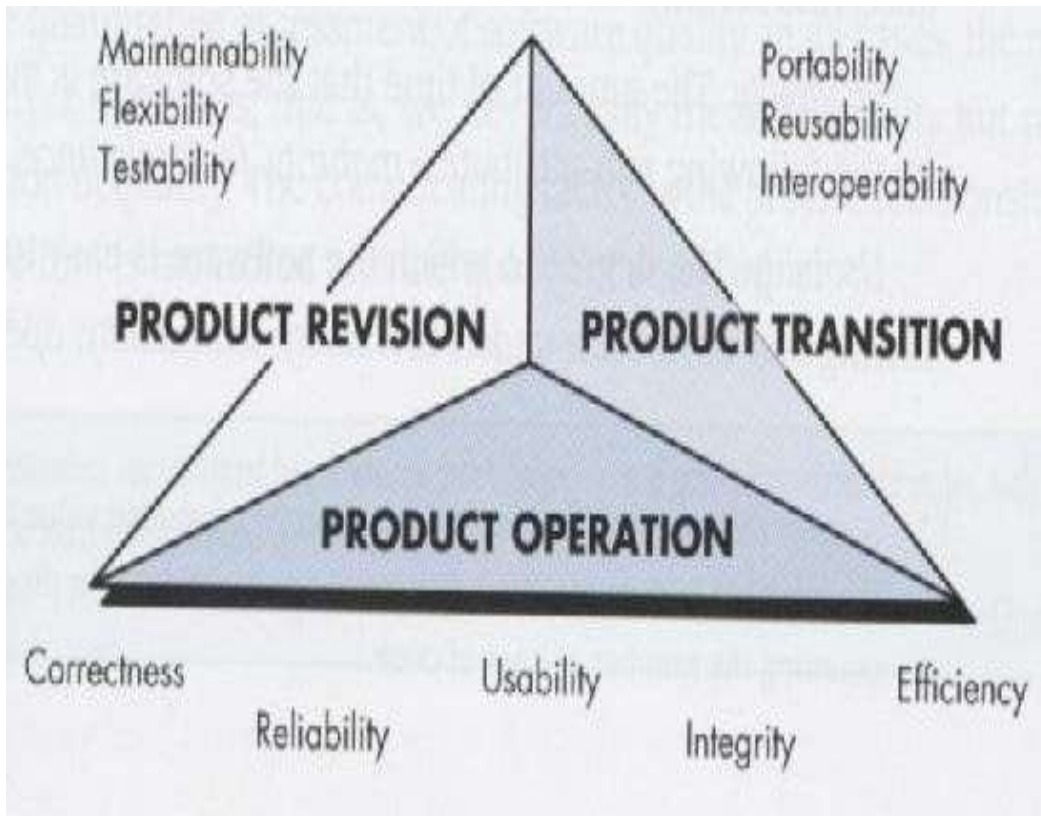 Maintainability
Flexibility
Testability
Portability
Reusability
Interoperability
PRODUCT REVISION
PRODUCT TRANSITION
PRODUCT OPERATION
Correctness
Reliability
Usability
Integrity
Efficiency